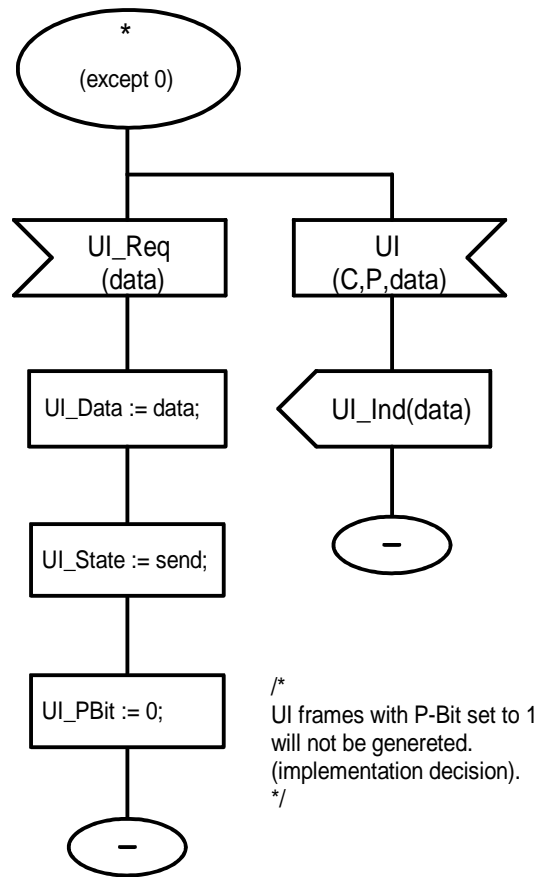 *
(except 0)
UI_Req
(data)
UI
(C,P,data)
UI_Data := data;
UI_Ind(data)
UI_State := send;
–
UI_PBit := 0;
/*
UI frames with P-Bit set to 1
will not be genereted.
(implementation decision).
*/
–